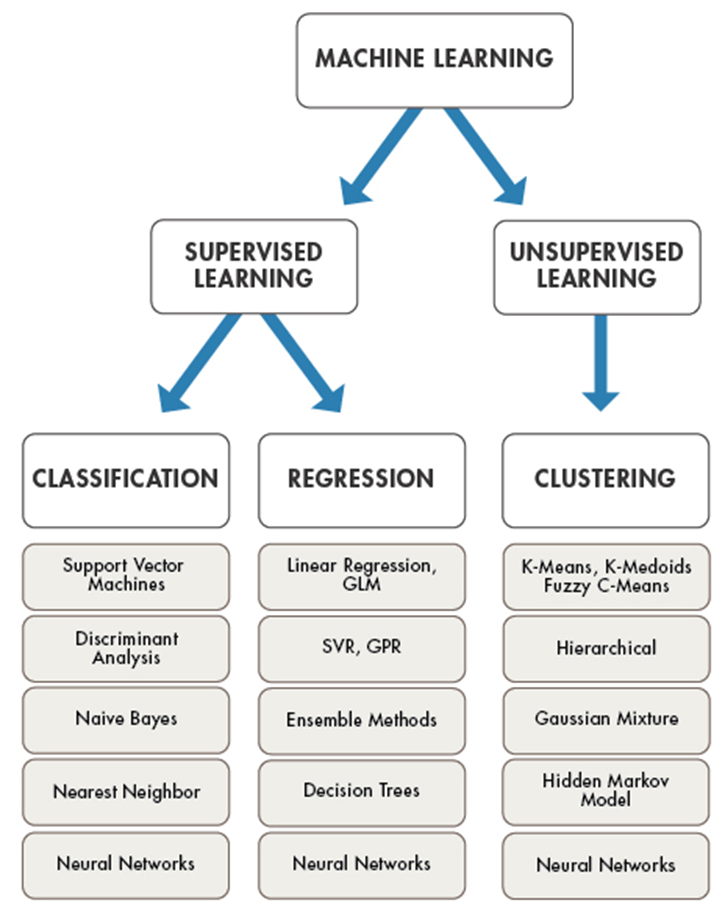 MACHINE LEARNING
SUPERVISED
LEARNING
UNSUPERVISED
LEARNING
CLASSIFICATION
Support Vector
Machines
Discriminant
Analysis
Naive Bayes
Nearest Neighbor
Neural Networks
REGRESSION
Linear Regression,
GLM
SVR, GPR
Ensemble Methods
Decision Trees
Neural Networks
CLUSTERING
K-Means, K-Medoids
Fuzzy C-Means
Hierarchical
Gaussian Mixture
Hidden Markov
Model
Neural Networks